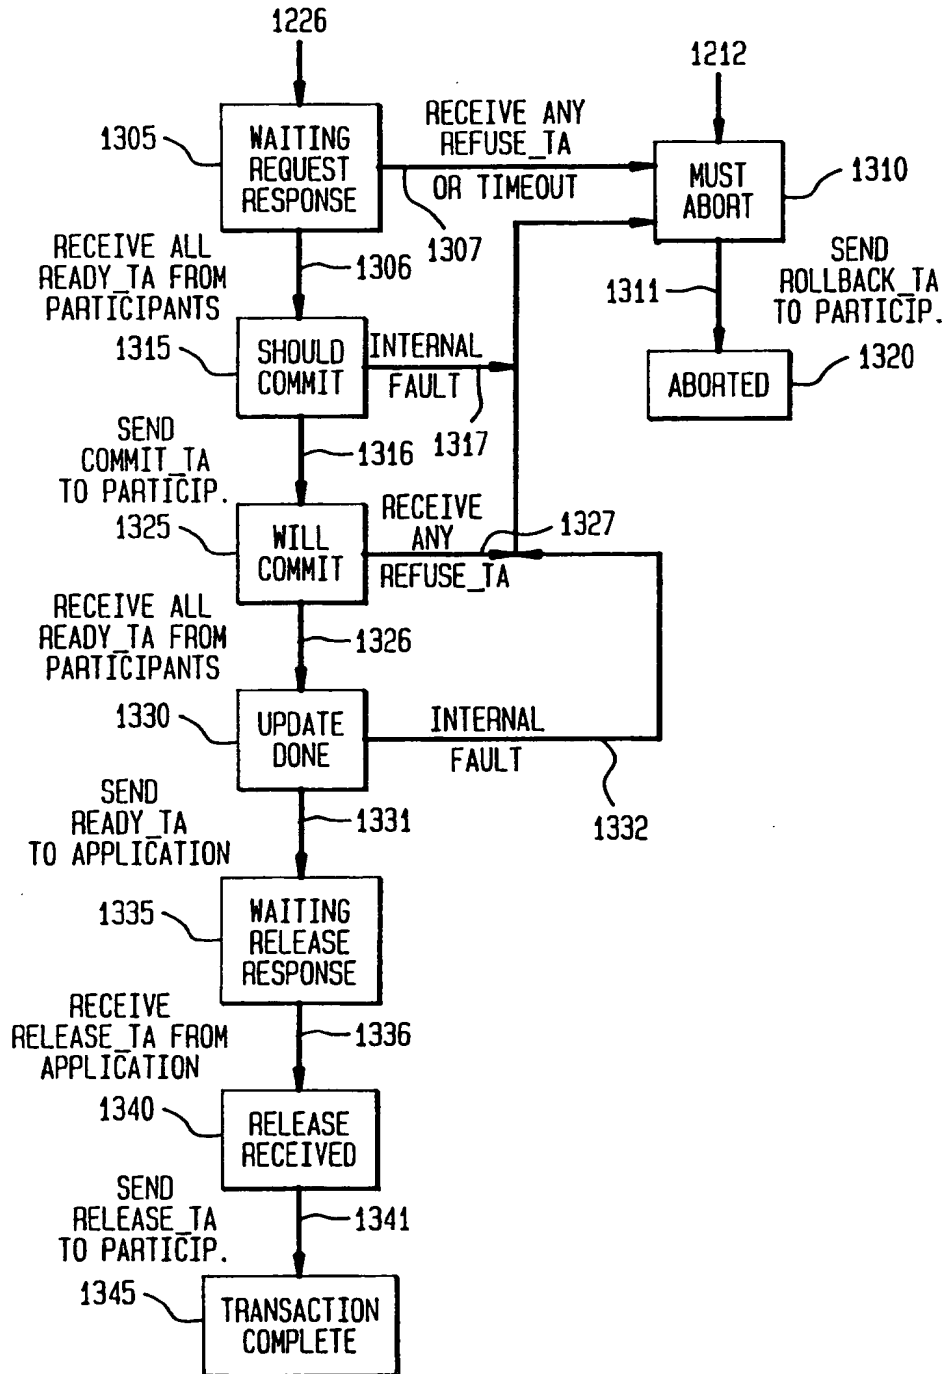 1226
1212
1305
WAITING
REQUEST
RESPONSE
RECEIVE ANY
REFUSE_TA
OR TIMEOUT
1307
MUST
ABORT
1310
RECEIVE ALL
READY_TA FROM
PARTICIPANTS
1306
1311
SEND
ROLLBACK_TA
TO PARTICIP.
1315
SHOULD
COMMIT
INTERNAL
FAULT
1317
ABORTED
1320
SEND
COMMIT_TA
TO PARTICIP.
1316
1325
WILL
COMMIT
RECEIVE
ANY
REFUSE_TA
1327
RECEIVE ALL
READY_TA FROM
PARTICIPANTS
1326
1330
UPDATE
DONE
INTERNAL
FAULT
1332
SEND
READY_TA
TO APPLICATION
1331
1335
WAITING
RELEASE
RESPONSE
RECEIVE
RELEASE_TA FROM
APPLICATION
1336
1340
RELEASE
RECEIVED
SEND
RELEASE_TA
TO PARTICIP.
1341
1345
TRANSACTION
COMPLETE